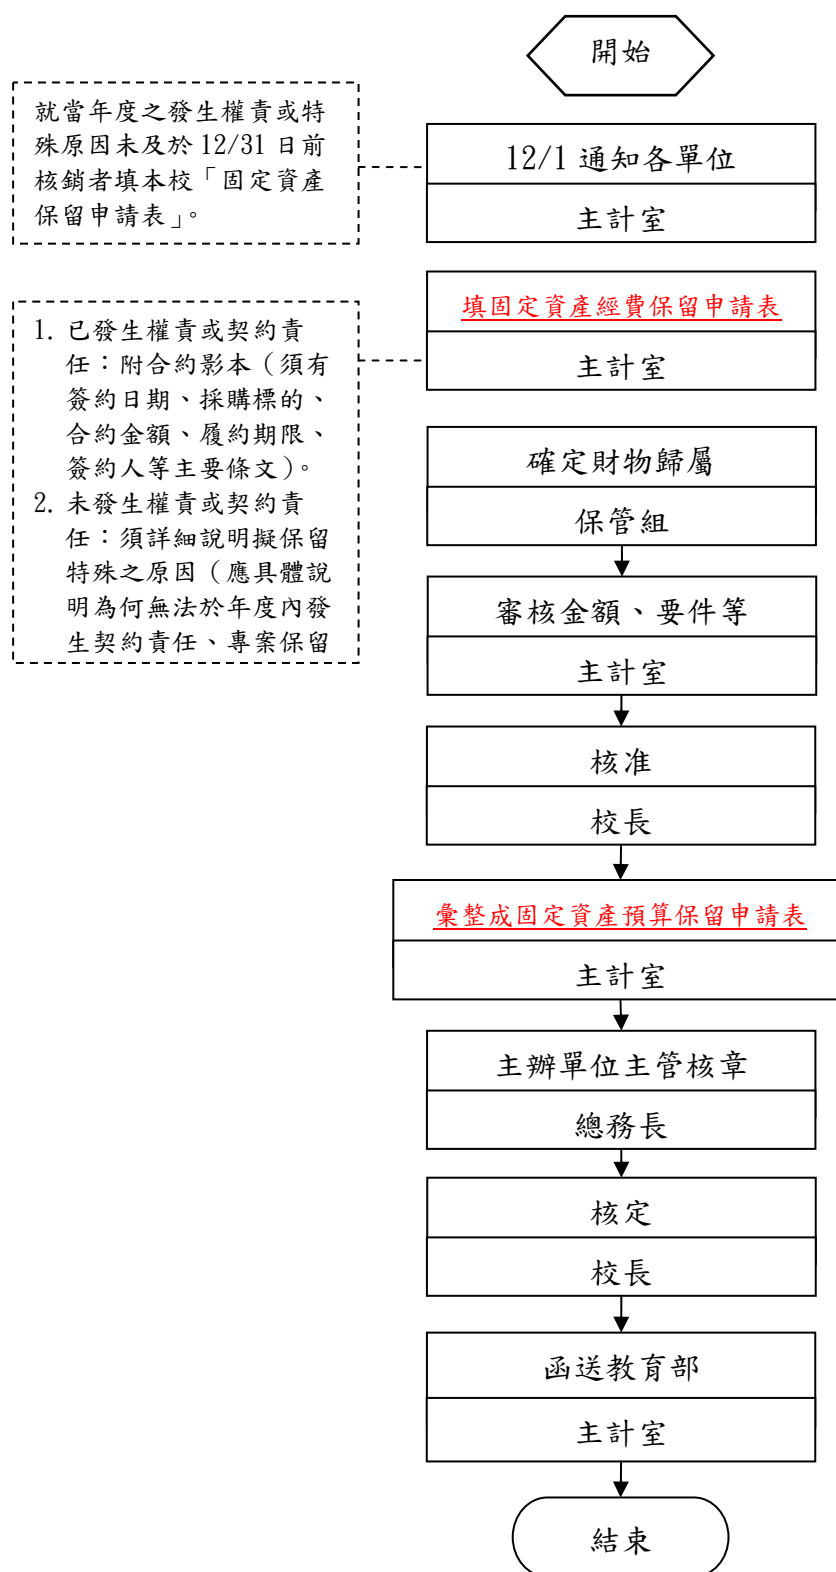 開始
就當年度之發生權責或特
殊原因未及於 12/31 日前
核銷者填本校「固定資產
保留申請表」。
12/1 通知各單位
主計室
填固定資產經費保留申請表
主計室
1. 已發生權責或契約責
任：附合約影本（須有
簽約日期、採購標的、
合約金額、履約期限、
簽約人等主要條文）。
2. 未發生權責或契約責
任：須詳細說明擬保留
特殊之原因（應具體說
明為何無法於年度內發
生契約責任、專案保留
確定財物歸屬
保管組
審核金額、要件等
主計室
核准
校長
彙整成固定資產預算保留申請表
主計室
主辦單位主管核章
總務長
核定
校長
函送教育部
主計室
結束